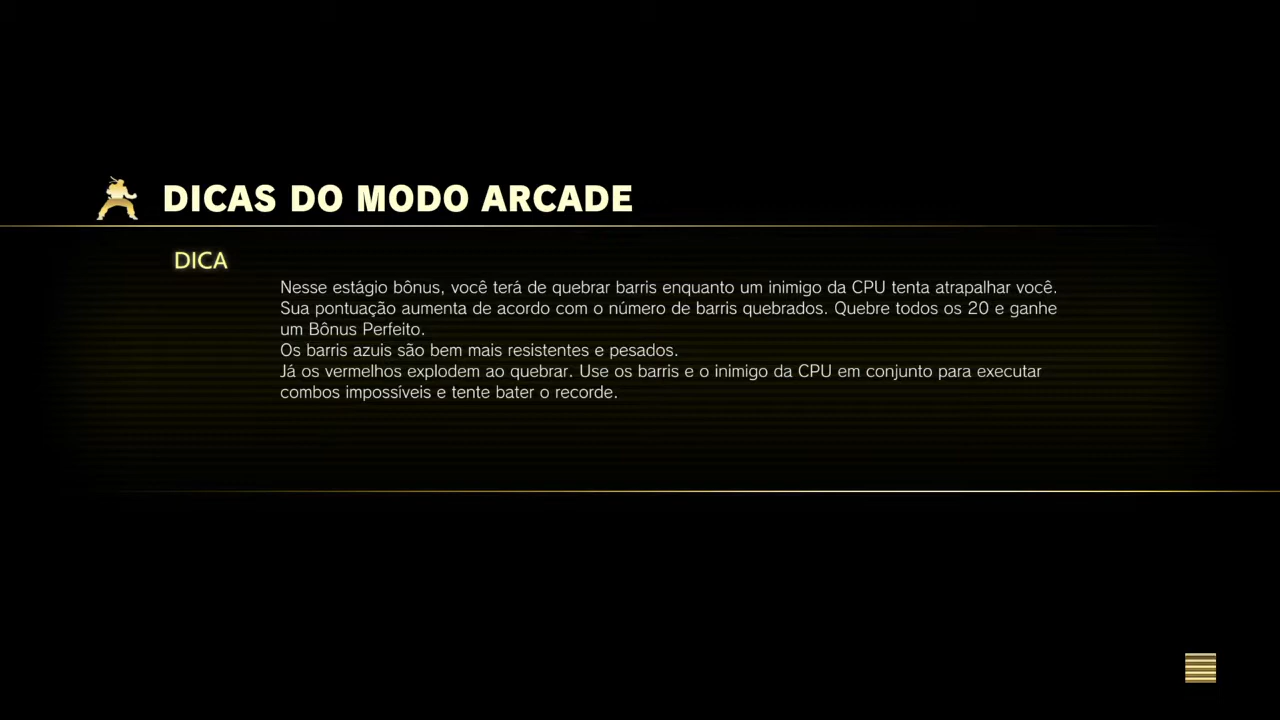 DICAS DO MODO ARCADE
DICA
Nesse estágio bônus, você terá de quebrar barris enquanto um inimigo da CPU tenta atrapalhar você.
Sua pontuação aumenta de acordo com o número de barris quebrados. Quebre todos os 20 e ganhe
um Bônus Perfeito.
Os barris azuis são bem mais resistentes e pesados.
Já os vermelhos explodem ao quebrar. Use os barris e o inimigo da CPU em conjunto para executar
combos impossíveis e tente bater o recorde.